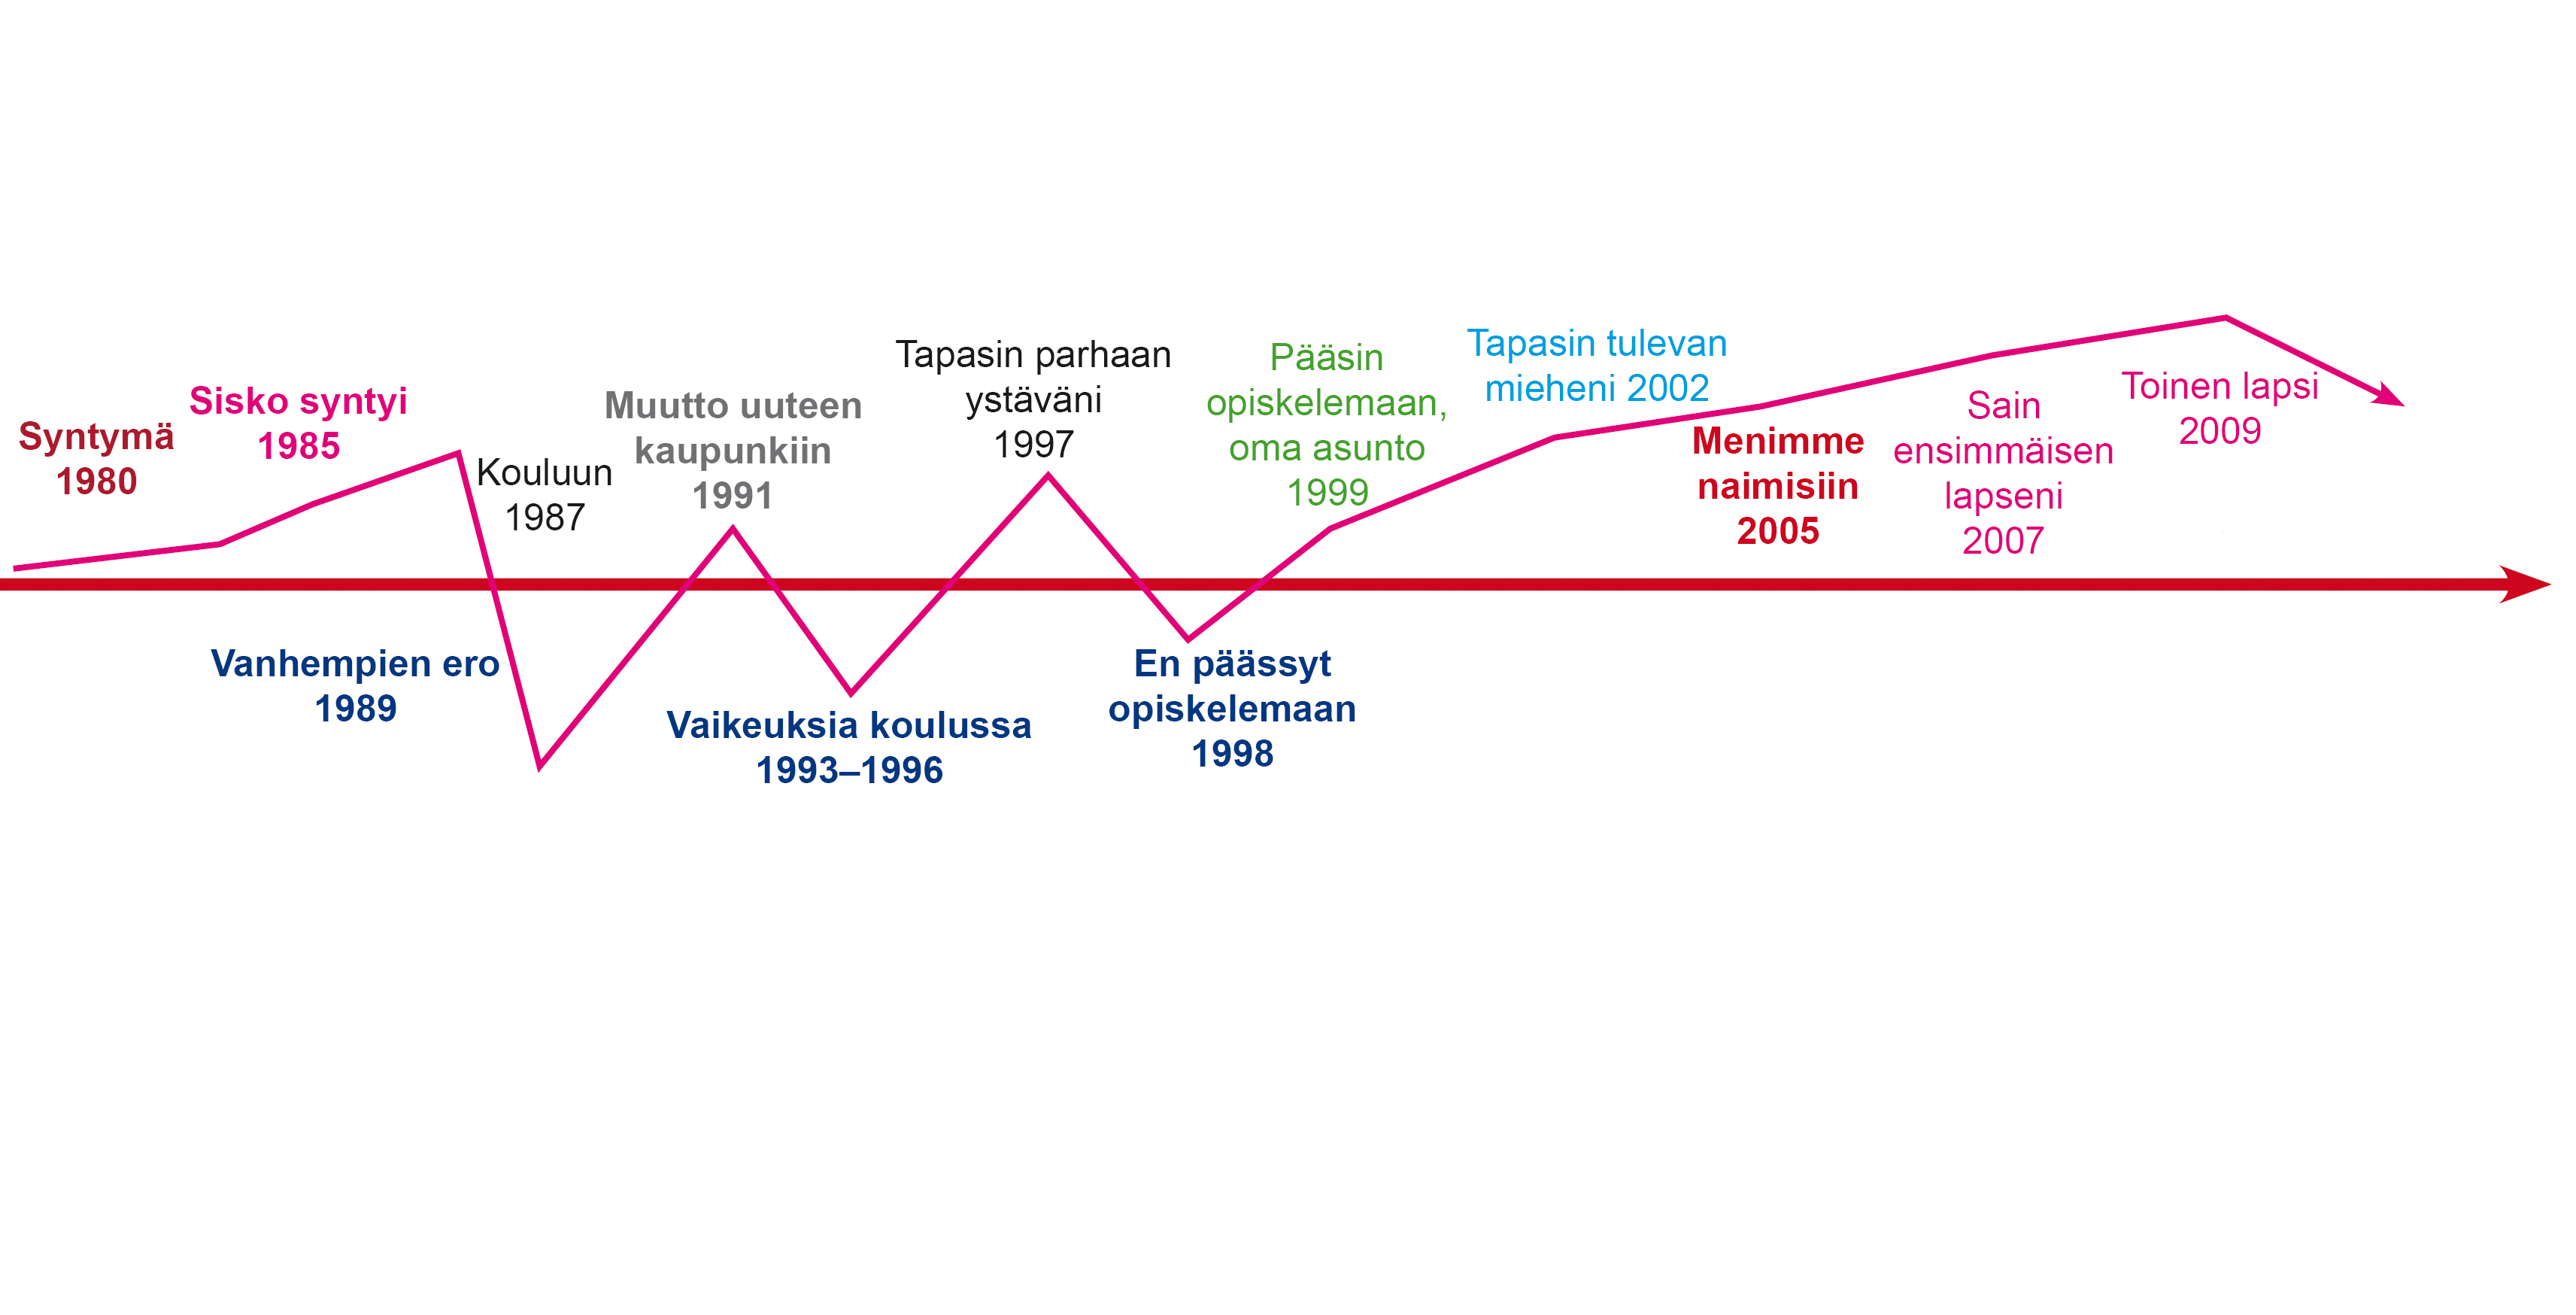 Syntymä
1980
Sisko syntyi
1985
Kouluun
1987
Vanhempien ero
1989
Muutto uuteen
kaupunkiin
1991
Vaikeuksia koulussa
1993–1996
Tapasin parhaan
ystäväni
1997
En päässyt
opiskelemaan
1998
Pääsin
opiskelemaan,
oma asunto
1999
Tapasin tulevan
mieheni 2002
Menimme
naimisiin
2005
Sain
ensimmäisen
lapseni
2007
Toinen lapsi
2009